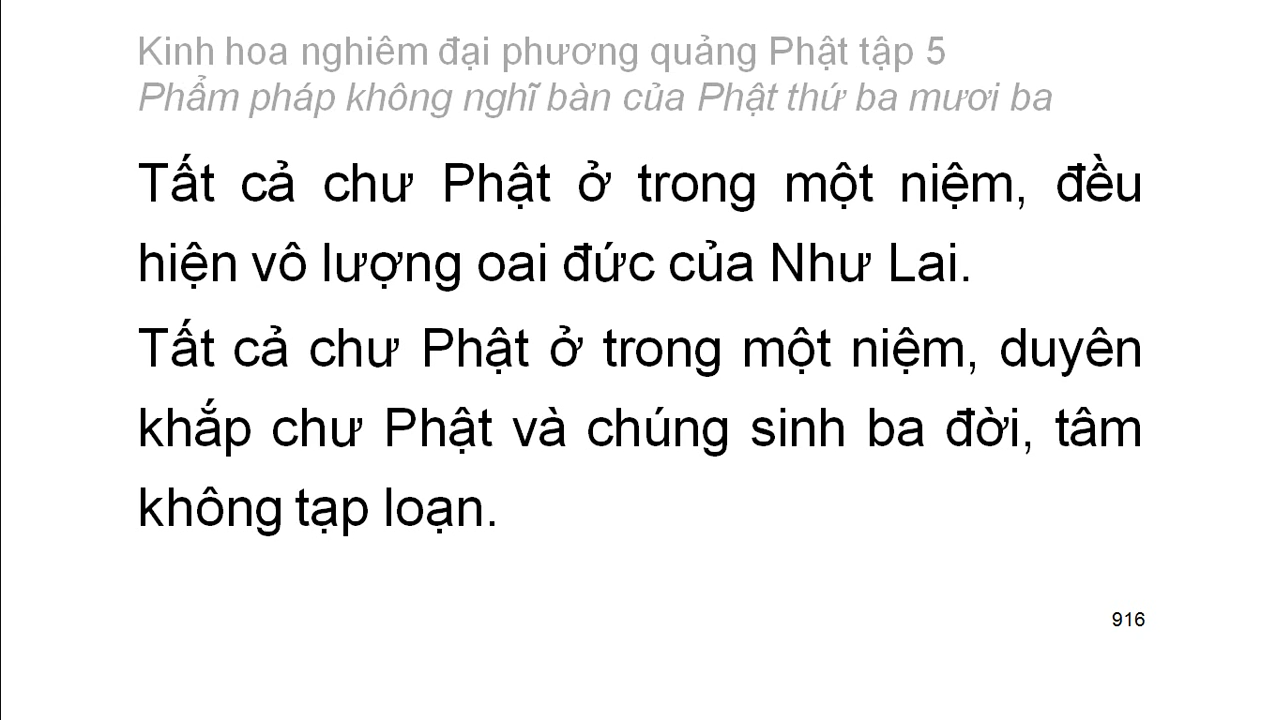 Kinh hoa nghiêm đại phương quảng Phật tập 5
Phẩm pháp không nghĩ bàn của Phật thứ ba mươi ba
Tất cả chư Phật ở trong một niệm, đều
hiện vô lượng oai đức của Như Lai.
Tất cả chư Phật ở trong một niệm, duyên
khắp chư Phật và chúng sinh ba đời, tâm
không tạp loạn.
916